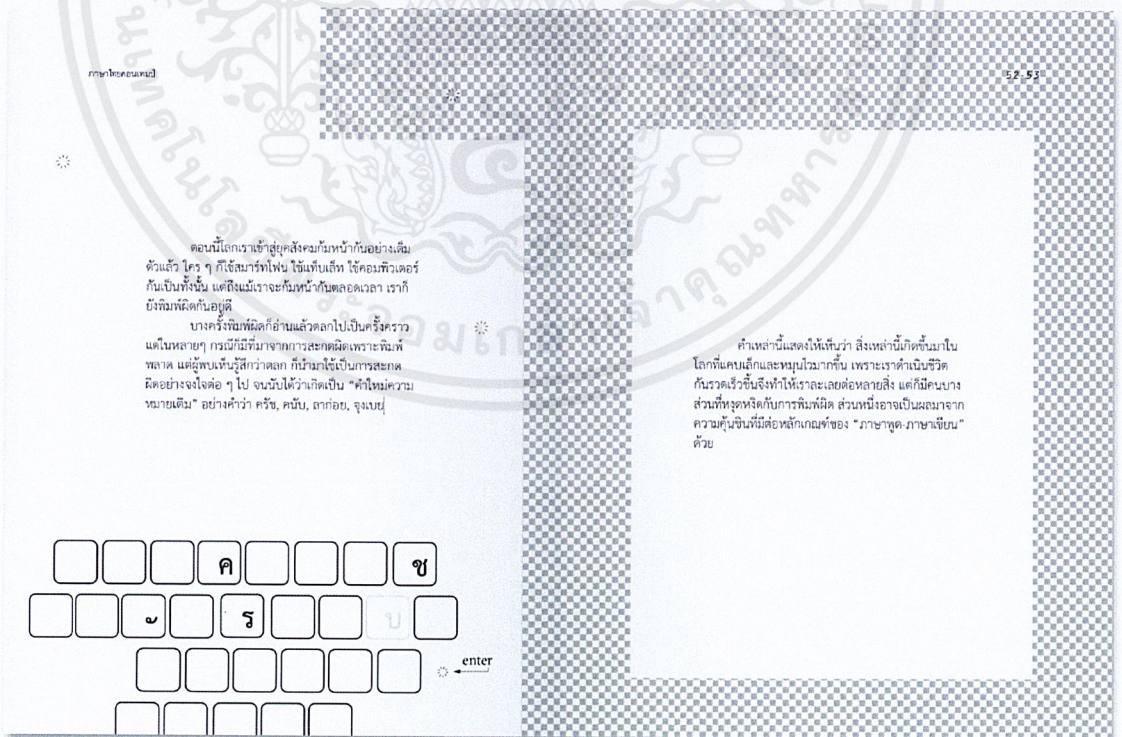 ภาษาไทยคอนเทมปี
52-53
ตอนนี้โลกเราเข้าสู่ยุคสังคมก้มหน้ากันอย่างเต็ม
ตัวแล้ว ใคร ๆ ก็ใช้สมาร์ทโฟน ใช้แท็บเล็ท ใช้คอมพิวเตอร์
กันเป็นทั้งนั้น แต่ถึงแม้เราจะก้มหน้ากันตลอดเวลา เราก็
ยังพิมพ์ผิดกันอยู่ดี
บางครั้งพิมพ์ผิดก็อ่านแล้วตลกไปเป็นครั้งคราว
แต่ในหลายๆ กรณีก็มีที่มาจากการสะกดผิดเพราะพิมพ์
พลาด แต่ผู้พบเห็นรู้สึกว่าตลก ก็นำมาใช้เป็นการสะกด
ผิดอย่างจงใจต่อ ๆ ไป จนนับได้ว่าเกิดเป็น “คำใหม่ความ
หมายเดิม” อย่างคำว่า ครัช, คนับ, ลาก่อย, จุงเบย
คำเหล่านี้แสดงให้เห็นว่า สิ่งเหล่านี้เกิดขึ้นมาใน
โลกที่แคบเล็กและหมุนไวมากขึ้น เพราะเราดำเนินชีวิต
กันรวดเร็วขึ้นจึงทำให้เราละเลยต่อหลายสิ่ง แต่ก็มีคนบาง
ส่วนที่หงุดหงิดกับการพิมพ์ผิด ส่วนหนึ่งอาจเป็นผลมาจาก
ความคุ้นชินที่มีต่อหลักเกณฑ์ของ “ภาษาพูด-ภาษาเขียน”
ด้วย
ค ช
ั ร บ
enter